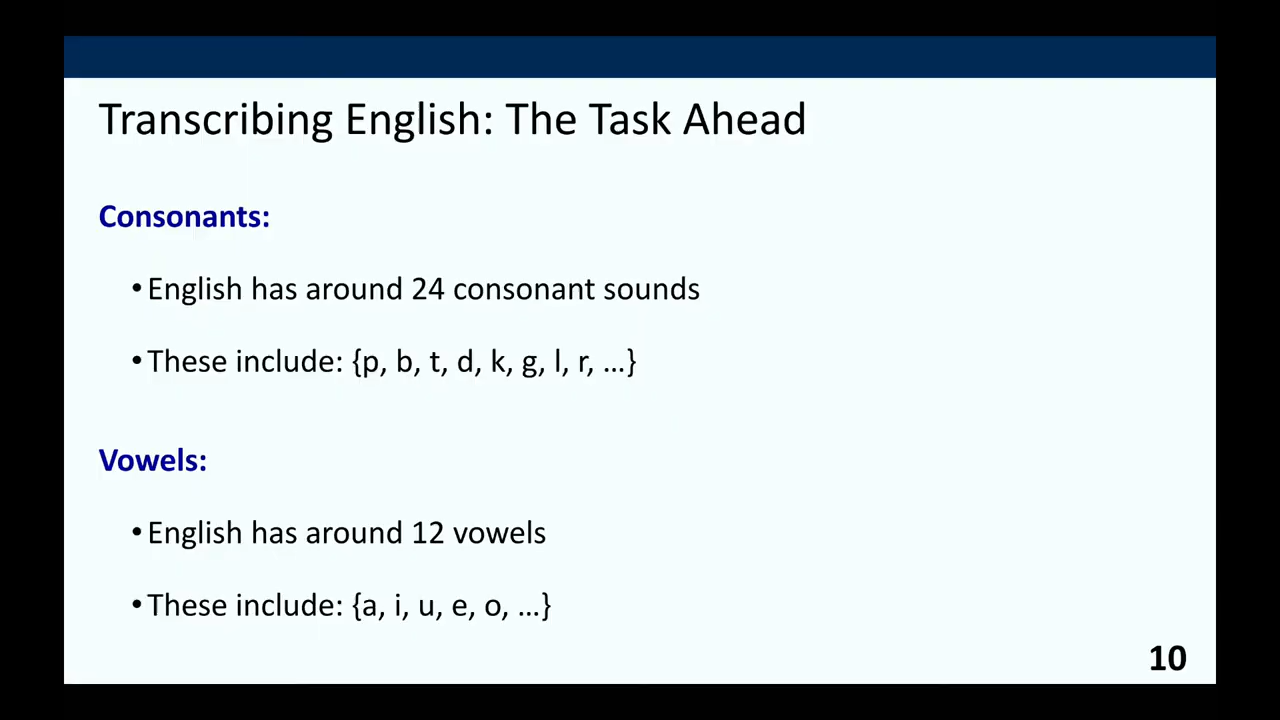 Transcribing English: The Task Ahead
Consonants:
• English has around 24 consonant sounds
• These include: {p, b, t, d, k, g, l, r, …}
Vowels:
• English has around 12 vowels
• These include: {a, i, u, e, o, …}
10